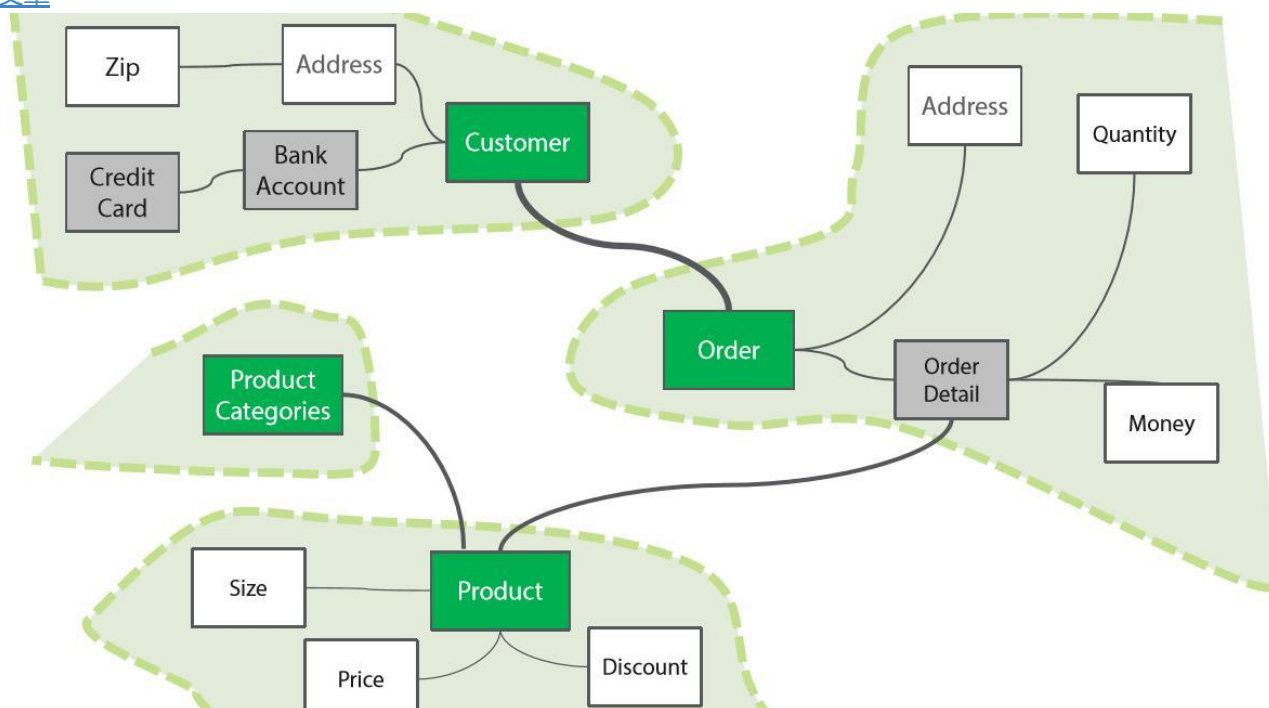 Zip
Address
Customer
Bank
Account
Credit
Card
Address
Quantity
Order
Order
Detail
Money
Product
Categories
Product
Size
Price
Discount